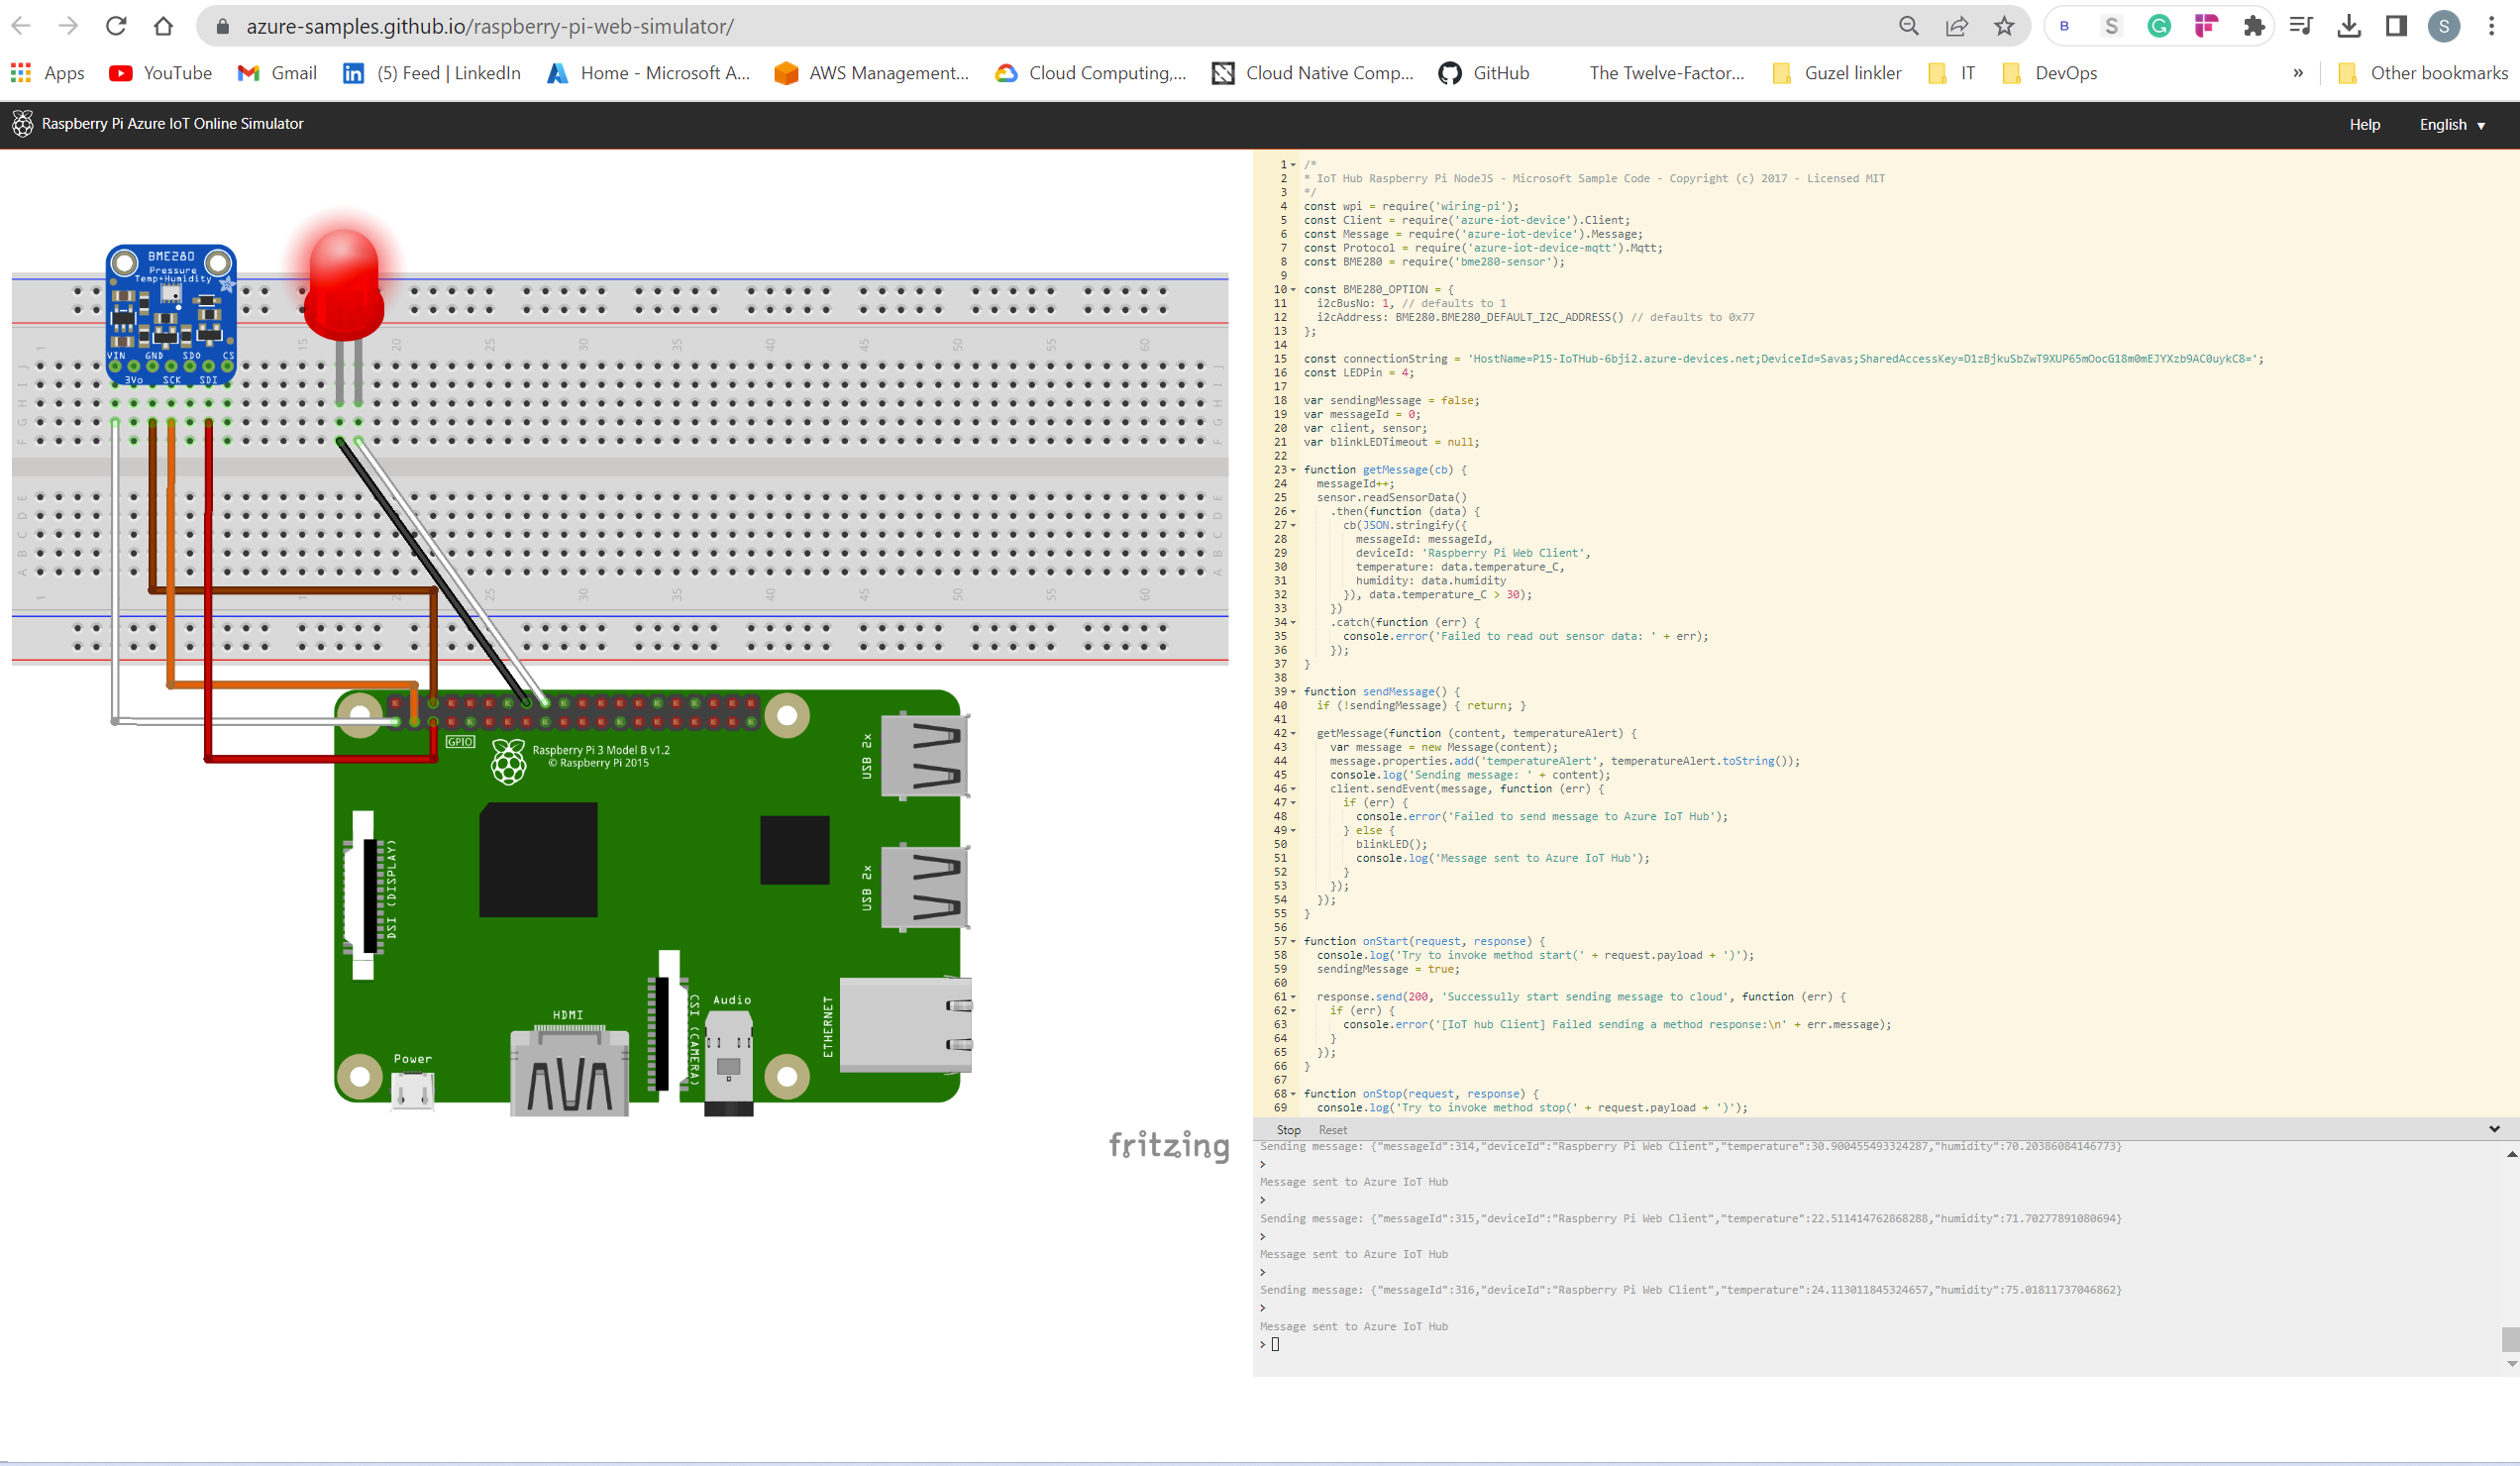 azure-samples.github.io/raspberry-pi-web-simulator/
Apps YouTube Gmail (5) Feed | LinkedIn Home - Microsoft A... AWS Management... Cloud Computing,... Cloud Native Comp... GitHub The Twelve-Factor... Guzel linkler IT DevOps » Other bookmarks
Raspberry Pi Azure IoT Online Simulator Help English
BME280
Pressure
Temp+Humidity
VIN GND SDO CS
3Vo SCK SDI
1 15 20 25 30 35 40 45 50 55 60
J J
I I
H H
G G
F F
E E
D D
C C
B B
A A
1 1 20 25 30 35 40 45 50 55 60
GPIO
Raspberry Pi 3 Model B v1.2
© Raspberry Pi 2015
USB 2x
USB 2x
DSI (DISPLAY)
CSI (CAMERA)
ETHERNET
Audio
HDMI
Power
fritzing
1 /*
2 * IoT Hub Raspberry Pi NodeJS - Microsoft Sample Code - Copyright (c) 2017 - Licensed MIT
3 */
4 const wpi = require('wiring-pi');
5 const Client = require('azure-iot-device').Client;
6 const Message = require('azure-iot-device').Message;
7 const Protocol = require('azure-iot-device-mqtt').Mqtt;
8 const BME280 = require('bme280-sensor');
9
10 const BME280_OPTION = {
11 i2cBusNo: 1, // defaults to 1
12 i2cAddress: BME280.BME280_DEFAULT_I2C_ADDRESS() // defaults to 0x77
13 };
14
15 const connectionString = 'HostName=P15-IoTHub-6bji2.azure-devices.net;DeviceId=Savas;SharedAccessKey=D1zBjkuSbZwT9XUP65mOocG18m0mEJYXzb9AC0uykC8=';
16 const LEDPin = 4;
17
18 var sendingMessage = false;
19 var messageId = 0;
20 var client, sensor;
21 var blinkLEDTimeout = null;
22
23 function getMessage(cb) {
24 messageId++;
25 sensor.readSensorData()
26 .then(function (data) {
27 cb(JSON.stringify({
28 messageId: messageId,
29 deviceId: 'Raspberry Pi Web Client',
30 temperature: data.temperature_C,
31 humidity: data.humidity
32 }), data.temperature_C > 30);
33 })
34 .catch(function (err) {
35 console.error('Failed to read out sensor data: ' + err);
36 });
37 }
38
39 function sendMessage() {
40 if (!sendingMessage) { return; }
41
42 getMessage(function (content, temperatureAlert) {
43 var message = new Message(content);
44 message.properties.add('temperatureAlert', temperatureAlert.toString());
45 console.log('Sending message: ' + content);
46 client.sendEvent(message, function (err) {
47 if (err) {
48 console.error('Failed to send message to Azure IoT Hub');
49 } else {
50 blinkLED();
51 console.log('Message sent to Azure IoT Hub');
52 }
53 });
54 });
55 }
56
57 function onStart(request, response) {
58 console.log('Try to invoke method start(' + request.payload + ')');
59 sendingMessage = true;
60
61 response.send(200, 'Successully start sending message to cloud', function (err) {
62 if (err) {
63 console.error('[IoT hub Client] Failed sending a method response:\n' + err.message);
64 }
65 });
66 }
67
68 function onStop(request, response) {
69 console.log('Try to invoke method stop(' + request.payload + ')');
Stop Reset
Sending message: {"messageId":314,"deviceId":"Raspberry Pi Web Client","temperature":30.900455493324287,"humidity":70.20386084146773}
>
Message sent to Azure IoT Hub
>
Sending message: {"messageId":315,"deviceId":"Raspberry Pi Web Client","temperature":22.511414762868288,"humidity":71.70277891080694}
>
Message sent to Azure IoT Hub
>
Sending message: {"messageId":316,"deviceId":"Raspberry Pi Web Client","temperature":24.113011845324657,"humidity":75.01811737046862}
>
Message sent to Azure IoT Hub
>